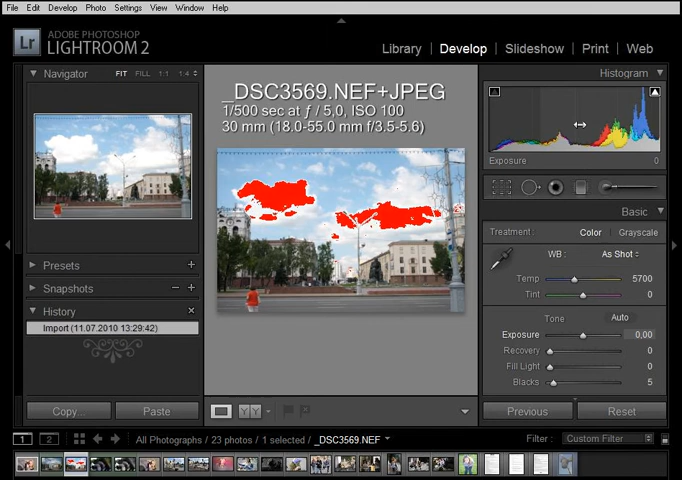 File Edit Develop Photo Settings View Window Help
Lr ADOBE PHOTOSHOP
LIGHTROOM 2
Library | Develop | Slideshow | Print | Web
Navigator FIT FILL 1:1 1:4
Histogram
_DSC3569.NEF+JPEG
1/500 sec at ƒ / 5,0, ISO 100
30 mm (18.0-55.0 mm f/3.5-5.6)
Exposure 0
Basic
Treatment : Color Grayscale
WB : As Shot
Temp 5700
Tint 0
Tone Auto
Exposure 0,00
Recovery 0
Fill Light 0
Blacks 5
Presets +
Snapshots − +
History ×
Import (11.07.2010 13:29:42)
Copy... Paste
Y Y
Previous Reset
1 2 All Photographs / 23 photos / 1 selected / _DSC3569.NEF
Filter : Custom Filter